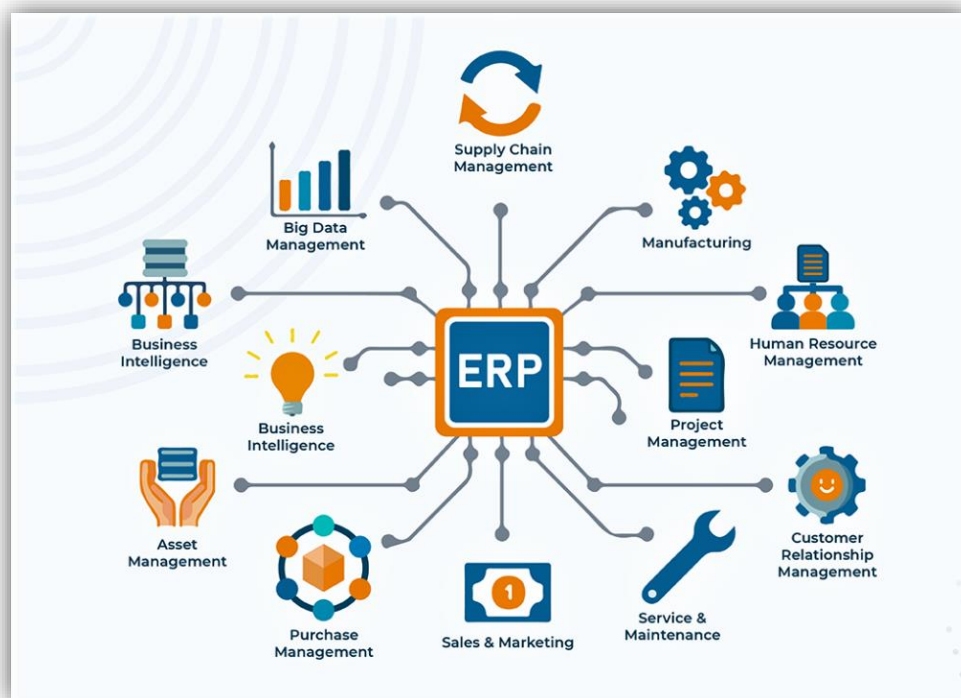 Supply Chain
Management
Big Data
Management
Manufacturing
Business
Intelligence
Human Resource
Management
ERP
Business
Intelligence
Project
Management
Asset
Management
Customer
Relationship
Management
Purchase
Management
1
Sales & Marketing
Service &
Maintenance